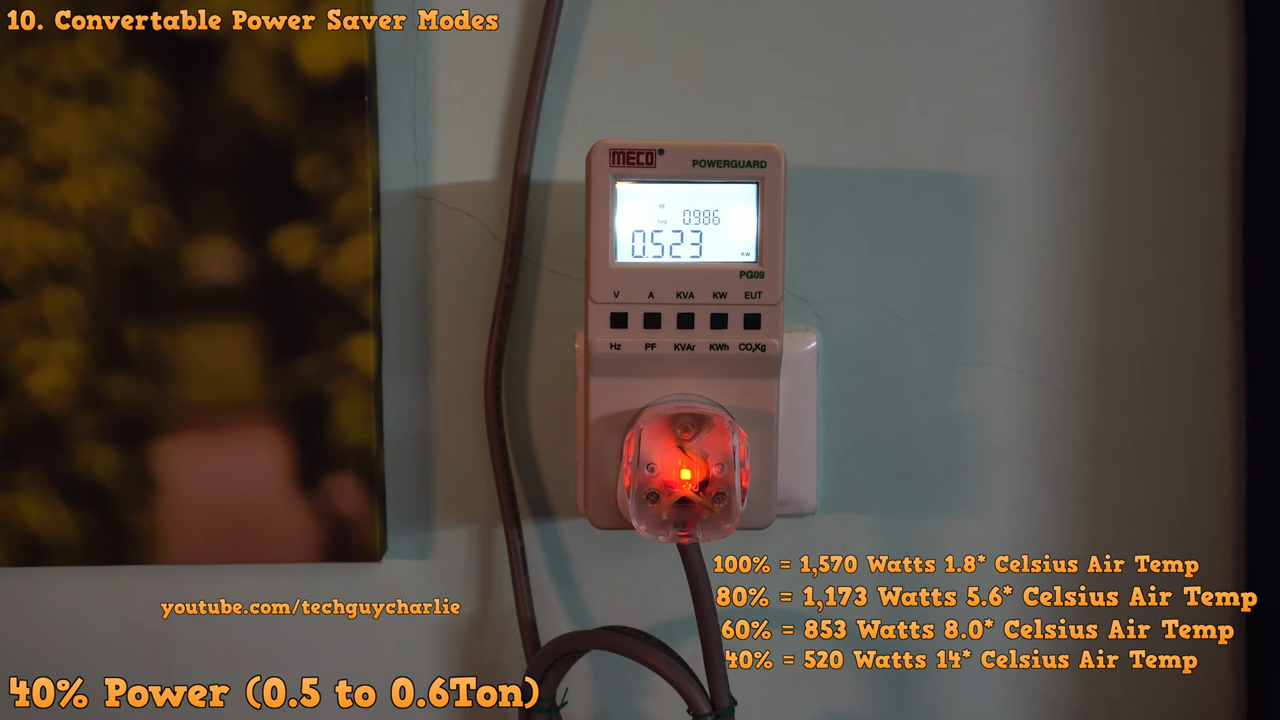 10. Convertable Power Saver Modes
MECO®
POWERGUARD
PF
0986
0.523
KW
PG09
V A KVA KW EUT
Hz PF KVAr KWh CO₂Kg
100% = 1,570 Watts 1.8* Celsius Air Temp
80% = 1,173 Watts 5.6* Celsius Air Temp
60% = 853 Watts 8.0* Celsius Air Temp
40% = 520 Watts 14* Celsius Air Temp
youtube.com/techguycharlie
40% Power (0.5 to 0.6Ton)